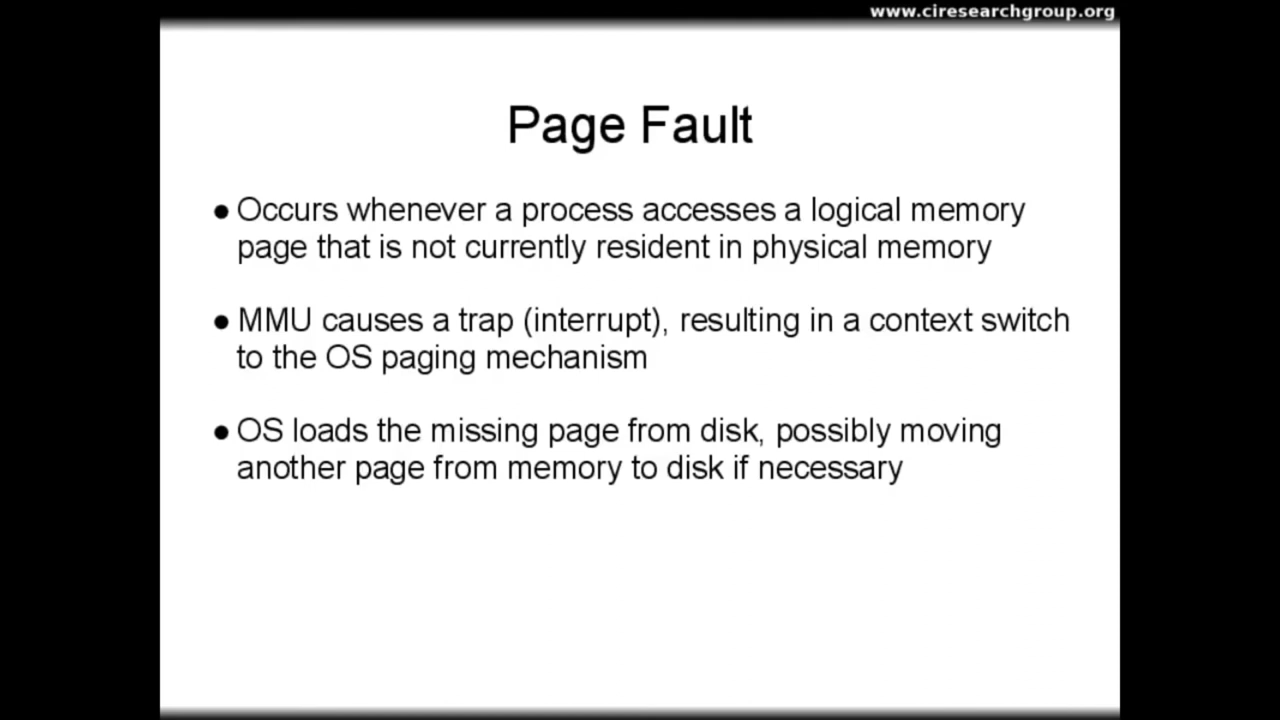 www.ciresearchgroup.org
Page Fault
● Occurs whenever a process accesses a logical memory
page that is not currently resident in physical memory
● MMU causes a trap (interrupt), resulting in a context switch
to the OS paging mechanism
● OS loads the missing page from disk, possibly moving
another page from memory to disk if necessary